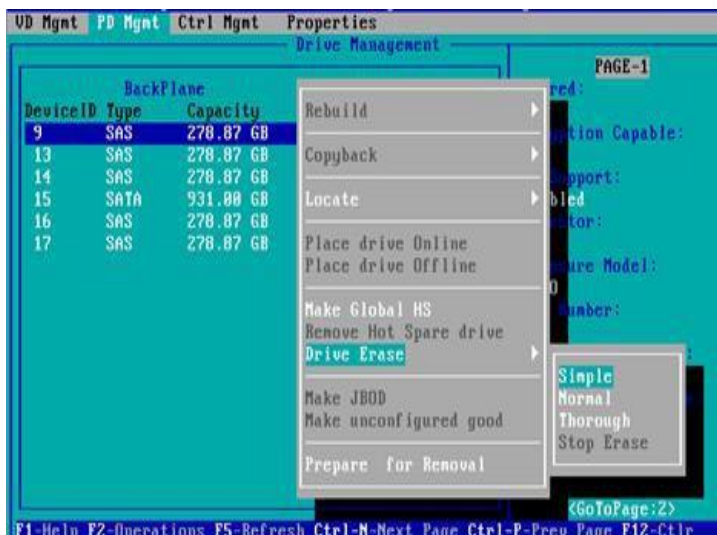 VD Mgmt PD Mgmt Ctrl Mgmt Properties
Drive Management
PAGE-1
BackPlane
DeviceID Type Capacity
9 SAS 278.87 GB
13 SAS 278.87 GB
14 SAS 278.87 GB
15 SATA 931.00 GB
16 SAS 278.87 GB
17 SAS 278.87 GB
Rebuild
Copyback
Locate
Place drive Online
Place drive Offline
Make Global HS
Remove Hot Spare drive
Drive Erase
Make JBOD
Make unconfigured good
Prepare for Removal
Simple
Normal
Thorough
Stop Erase
red:
ption Capable:
pport:
bled
tor:
ure Model:
0
umber:
:
<GoToPage:2>
F1-Help F2-Operations F5-Refresh Ctrl-N-Next Page Ctrl-P-Prev Page F12-Ctlr